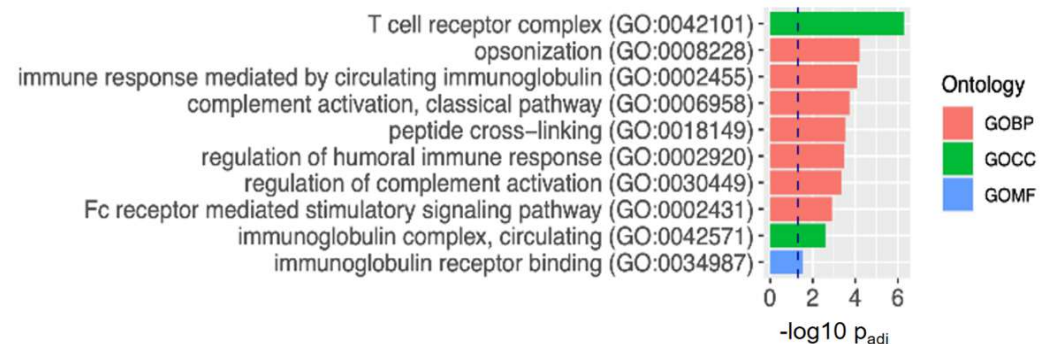 T cell receptor complex (GO:0042101)
opsonization (GO:0008228)
immune response mediated by circulating immunoglobulin (GO:0002455)
complement activation, classical pathway (GO:0006958)
peptide cross-linking (GO:0018149)
regulation of humoral immune response (GO:0002920)
regulation of complement activation (GO:0030449)
Fc receptor mediated stimulatory signaling pathway (GO:0002431)
immunoglobulin complex, circulating (GO:0042571)
immunoglobulin receptor binding (GO:0034987)
0 2 4 6
-log10 padj
Ontology
GOBP
GOCC
GOMF